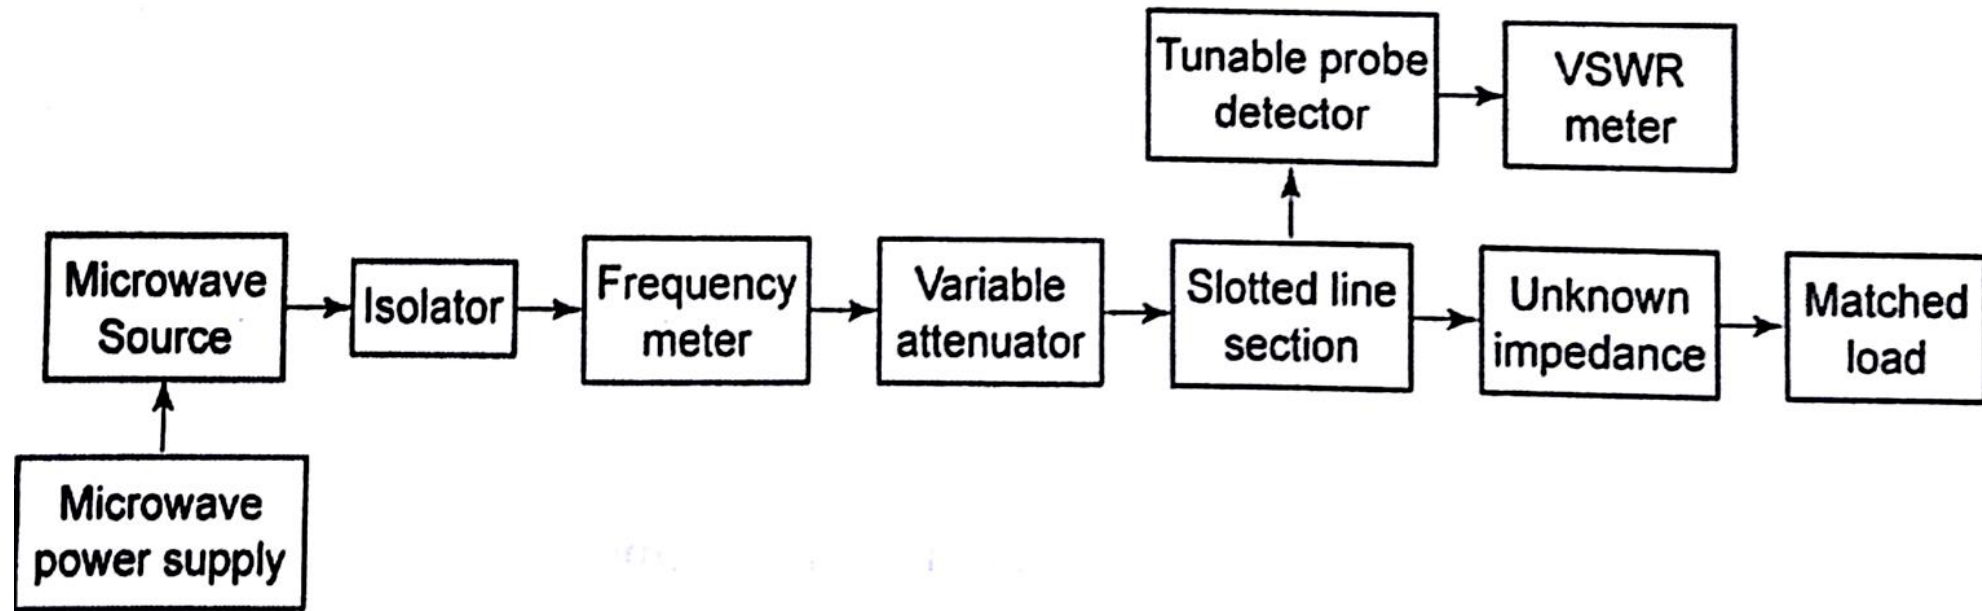 Tunable probe
detector
VSWR
meter
Microwave
Source
Isolator
Frequency
meter
Variable
attenuator
Slotted line
section
Unknown
impedance
Matched
load
Microwave
power supply